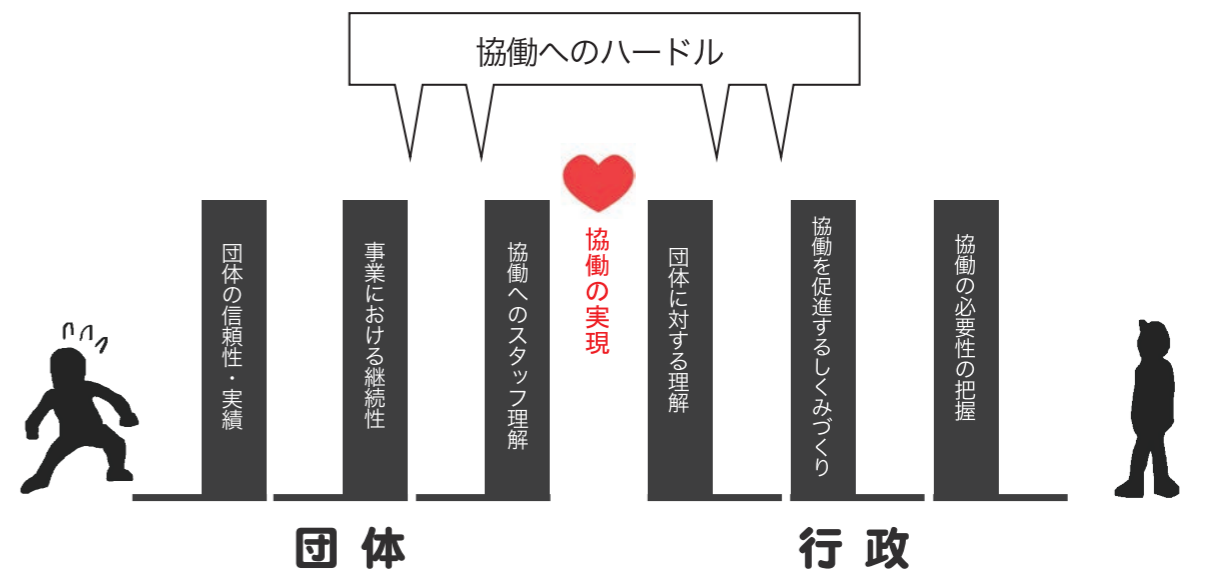 協働へのハードル
団体の信頼性・実績
事業における継続性
協働へのスタッフ理解
協働の実現
団体に対する理解
協働を促進するしくみづくり
協働の必要性の把握
団体
行政